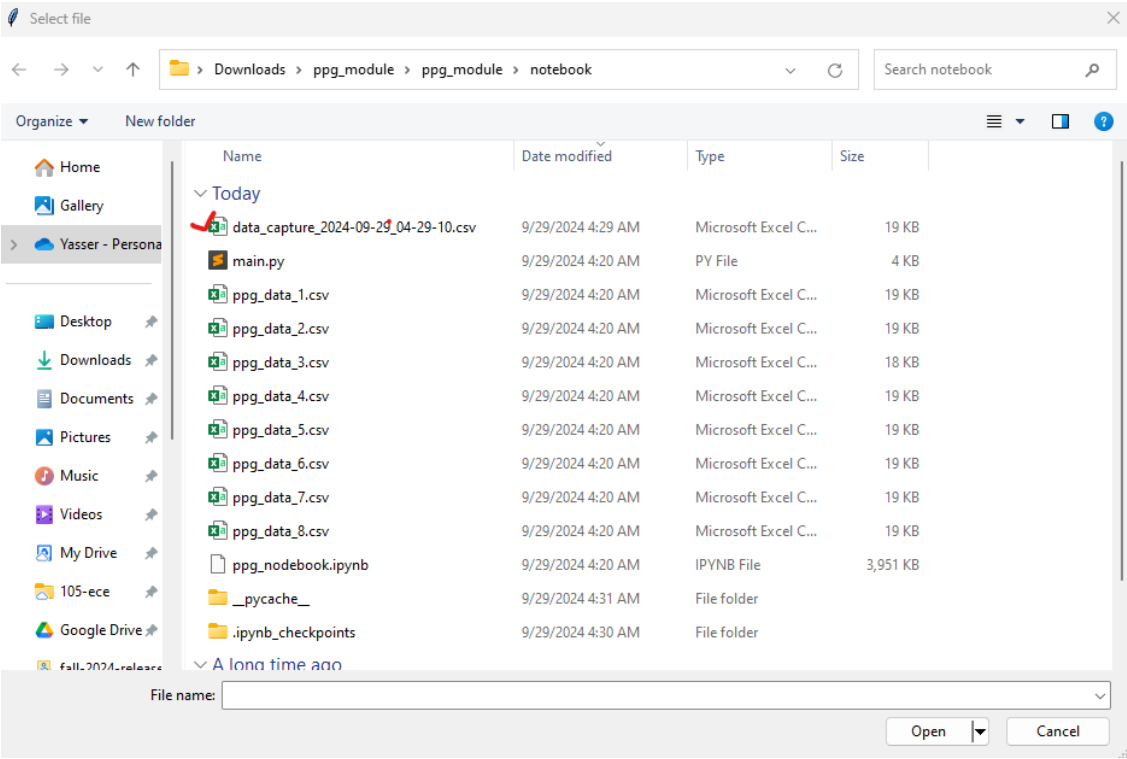 Select file
Downloads > ppg_module > ppg_module > notebook
Search notebook
Organize
New folder
Home
Gallery
Yasser - Persona
Desktop
Downloads
Documents
Pictures
Music
Videos
My Drive
105-ece
Google Drive
fall-2024-release
Name Date modified Type Size
Today
data_capture_2024-09-29_04-29-10.csv 9/29/2024 4:29 AM Microsoft Excel C... 19 KB
main.py 9/29/2024 4:20 AM PY File 4 KB
ppg_data_1.csv 9/29/2024 4:20 AM Microsoft Excel C... 19 KB
ppg_data_2.csv 9/29/2024 4:20 AM Microsoft Excel C... 19 KB
ppg_data_3.csv 9/29/2024 4:20 AM Microsoft Excel C... 18 KB
ppg_data_4.csv 9/29/2024 4:20 AM Microsoft Excel C... 19 KB
ppg_data_5.csv 9/29/2024 4:20 AM Microsoft Excel C... 19 KB
ppg_data_6.csv 9/29/2024 4:20 AM Microsoft Excel C... 19 KB
ppg_data_7.csv 9/29/2024 4:20 AM Microsoft Excel C... 19 KB
ppg_data_8.csv 9/29/2024 4:20 AM Microsoft Excel C... 19 KB
ppg_nodebook.ipynb 9/29/2024 4:20 AM IPYNB File 3,951 KB
__pycache__ 9/29/2024 4:31 AM File folder
.ipynb_checkpoints 9/29/2024 4:30 AM File folder
A long time ago
File name:
Open
Cancel